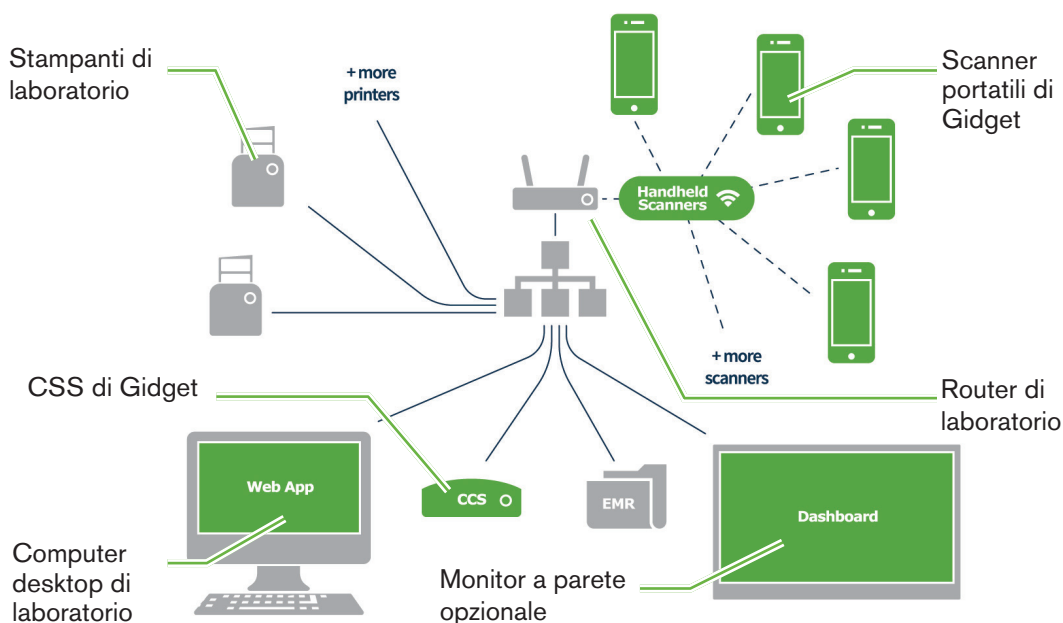 Stampanti di
laboratorio
+ more
printers
Scanner
portatili di
Gidget
Handheld
Scanners
+ more
scanners
CSS di Gidget
Router di
laboratorio
Web App
CCS
EMR
Dashboard
Computer
desktop di
laboratorio
Monitor a parete
opzionale